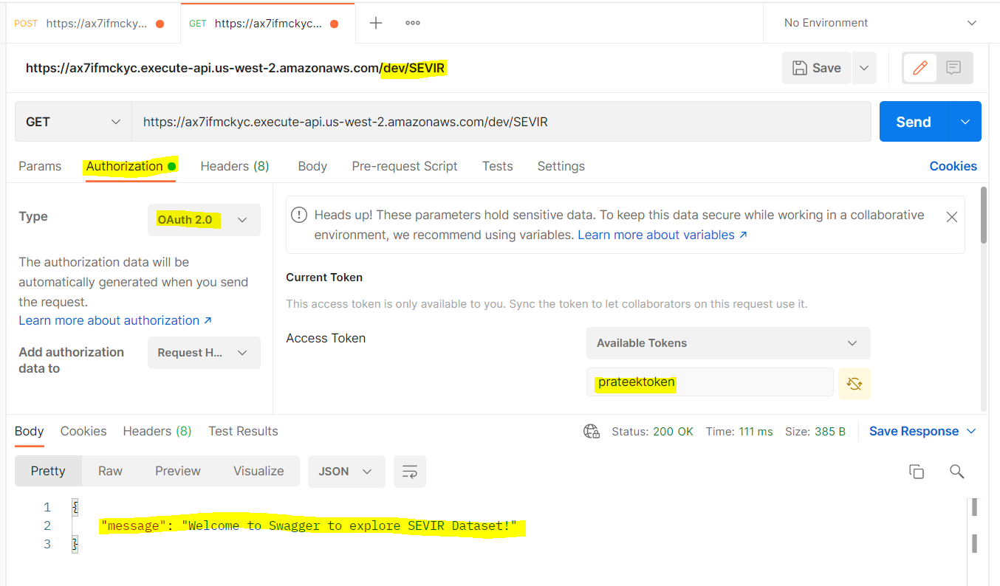 POST https://ax7ifmcky... GET https://ax7ifmckyc... No Environment
https://ax7ifmckyc.execute-api.us-west-2.amazonaws.com/dev/SEVIR Save
GET https://ax7ifmckyc.execute-api.us-west-2.amazonaws.com/dev/SEVIR Send
Params Authorization Headers (8) Body Pre-request Script Tests Settings Cookies
Type OAuth 2.0
The authorization data will be
automatically generated when you send
the request.
Learn more about authorization ↗
Add authorization
data to
Request H...
Heads up! These parameters hold sensitive data. To keep this data secure while working in a collaborative
environment, we recommend using variables. Learn more about variables ↗
Current Token
This access token is only available to you. Sync the token to let collaborators on this request use it.
Access Token Available Tokens
prateektoken
Body Cookies Headers (8) Test Results Status: 200 OK Time: 111 ms Size: 385 B Save Response
Pretty Raw Preview Visualize JSON
1 {
2 "message": "Welcome to Swagger to explore SEVIR Dataset!"
3 }